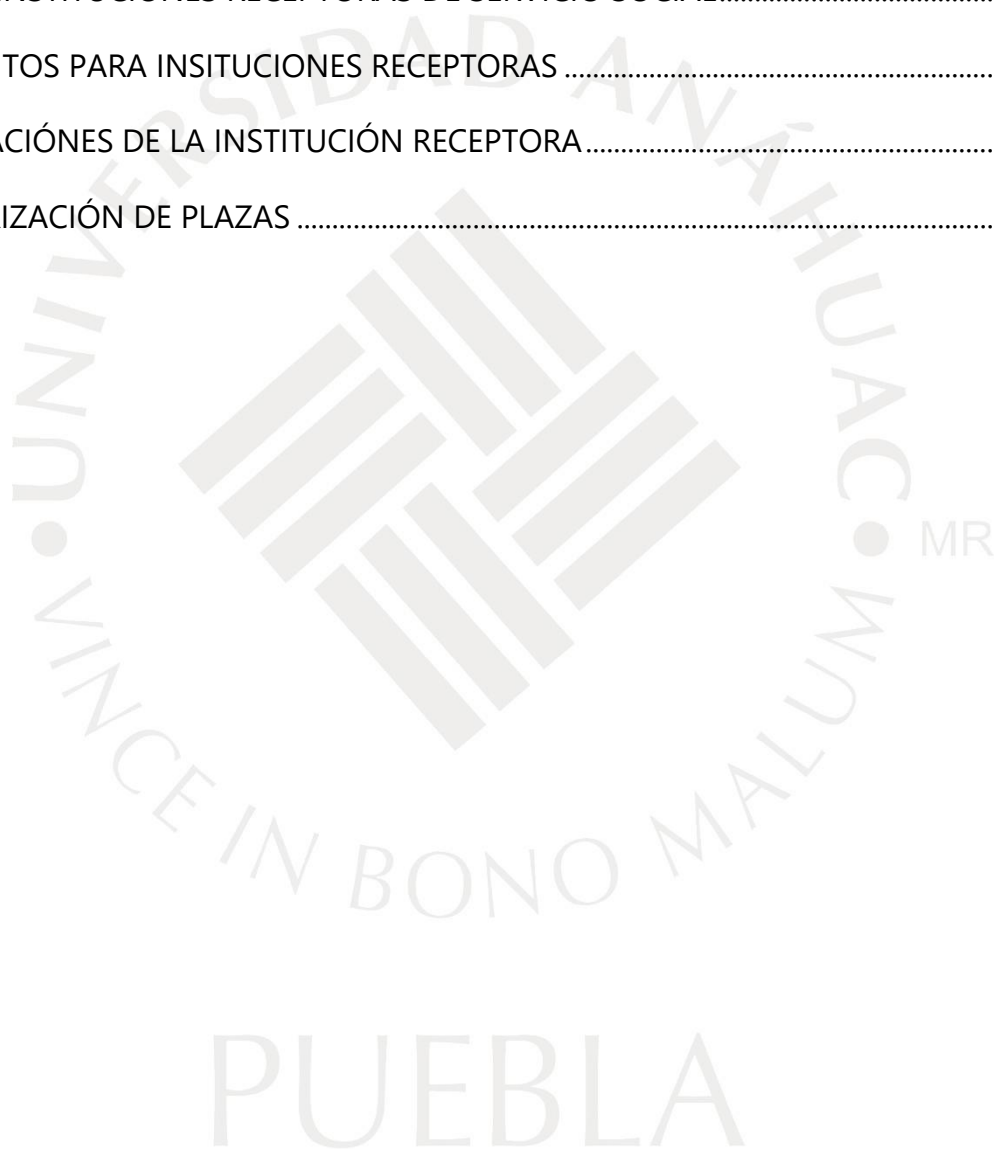 TOS PARA INSITUCIONES RECEPTORAS ........................
ACIÓNES DE LA INSTITUCIÓN RECEPTORA ........................
IZACIÓN DE PLAZAS ........................
UNIVERSIDAD ANÁHUAC
MR
VINCE IN BONO MALUM
PUEBLA